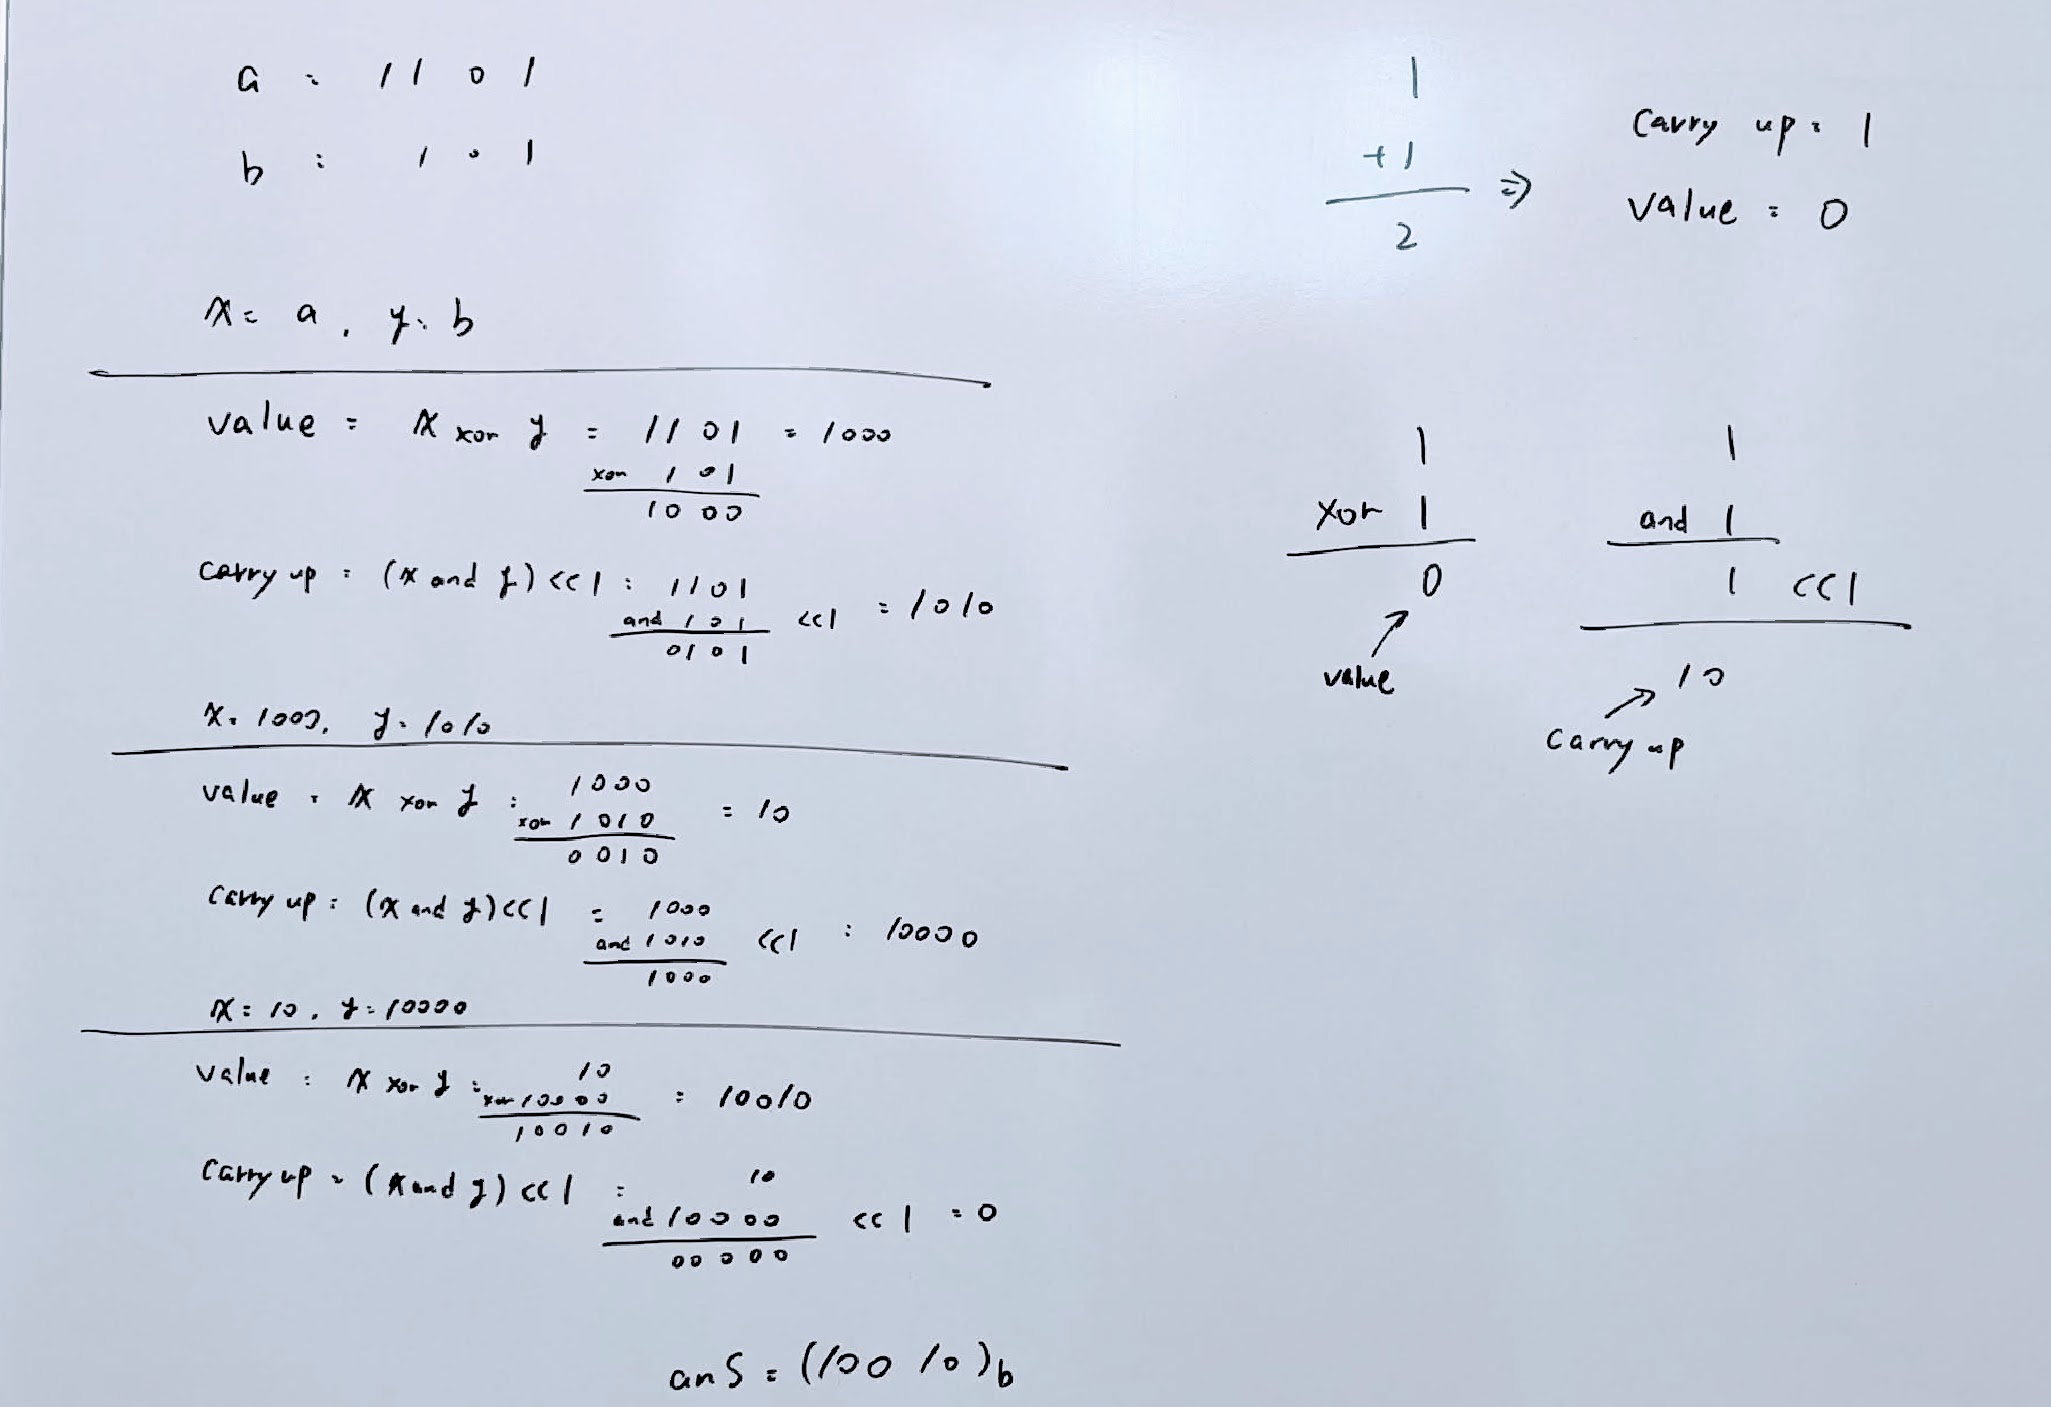 a : 1101
b : 101
x = a, y = b
value = x xor y = 1101 = 1000
xor 101
1000
carry up = (x and y) << 1 = 1101
and 101 << 1 = 1010
0101
x = 1000, y = 1010
value = x xor y = 1000
xor 1010 = 10
0010
carry up = (x and y) << 1 = 1000
and 1010 << 1 = 10000
1000
x = 10, y = 10000
value = x xor y = 10
xor 10000 = 10010
10010
carry up = (x and y) << 1 = 10
and 10000 << 1 = 0
00000
ans = (10010)b
1
+1
2
⇒
carry up = 1
value = 0
1
xor 1
0
value
1
and 1
1 << 1
10
carry up